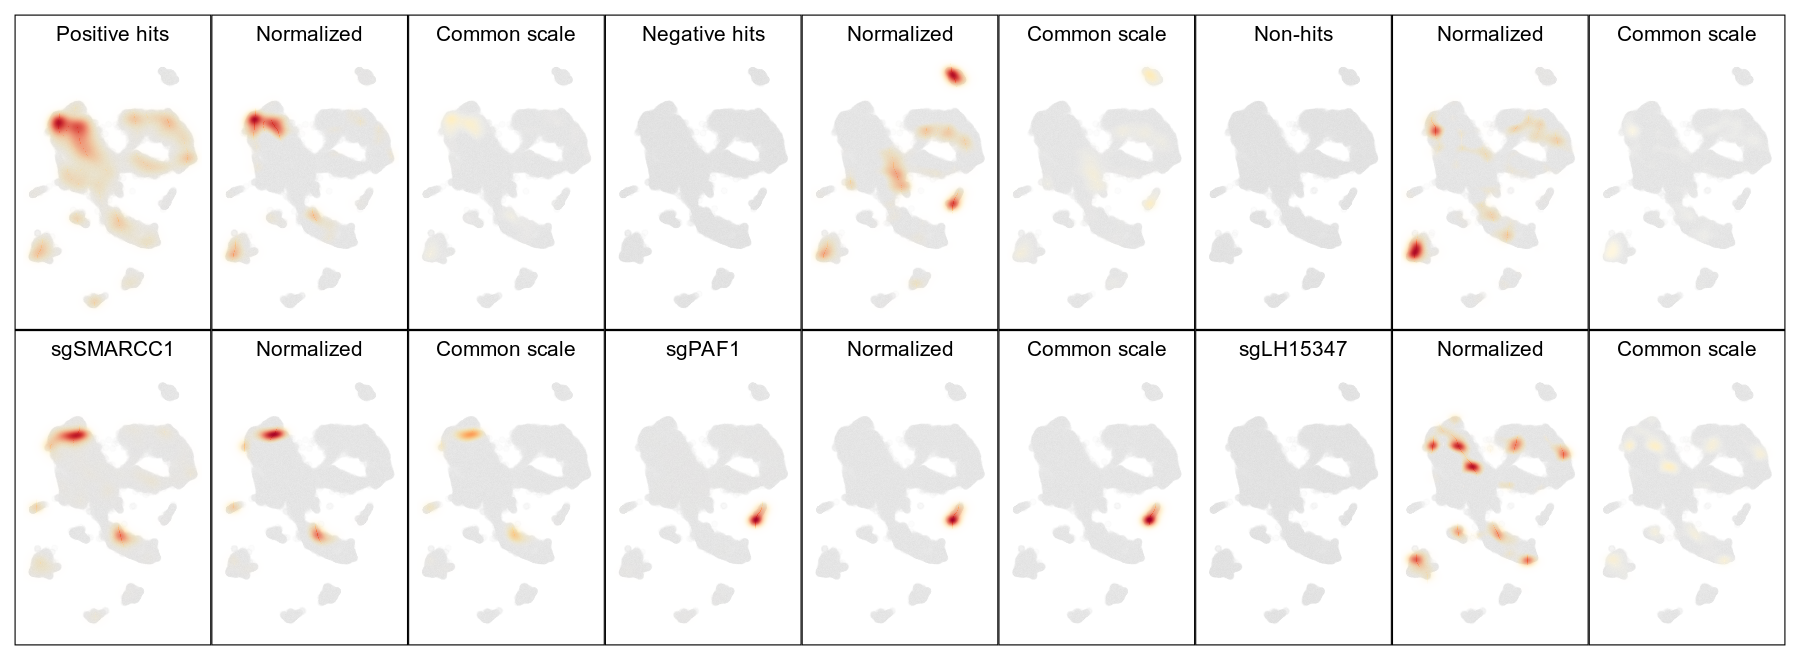 Positive hits
Normalized
Common scale
Negative hits
Normalized
Common scale
Non-hits
Normalized
Common scale
sgSMARCC1
Normalized
Common scale
sgPAF1
Normalized
Common scale
sgLH15347
Normalized
Common scale